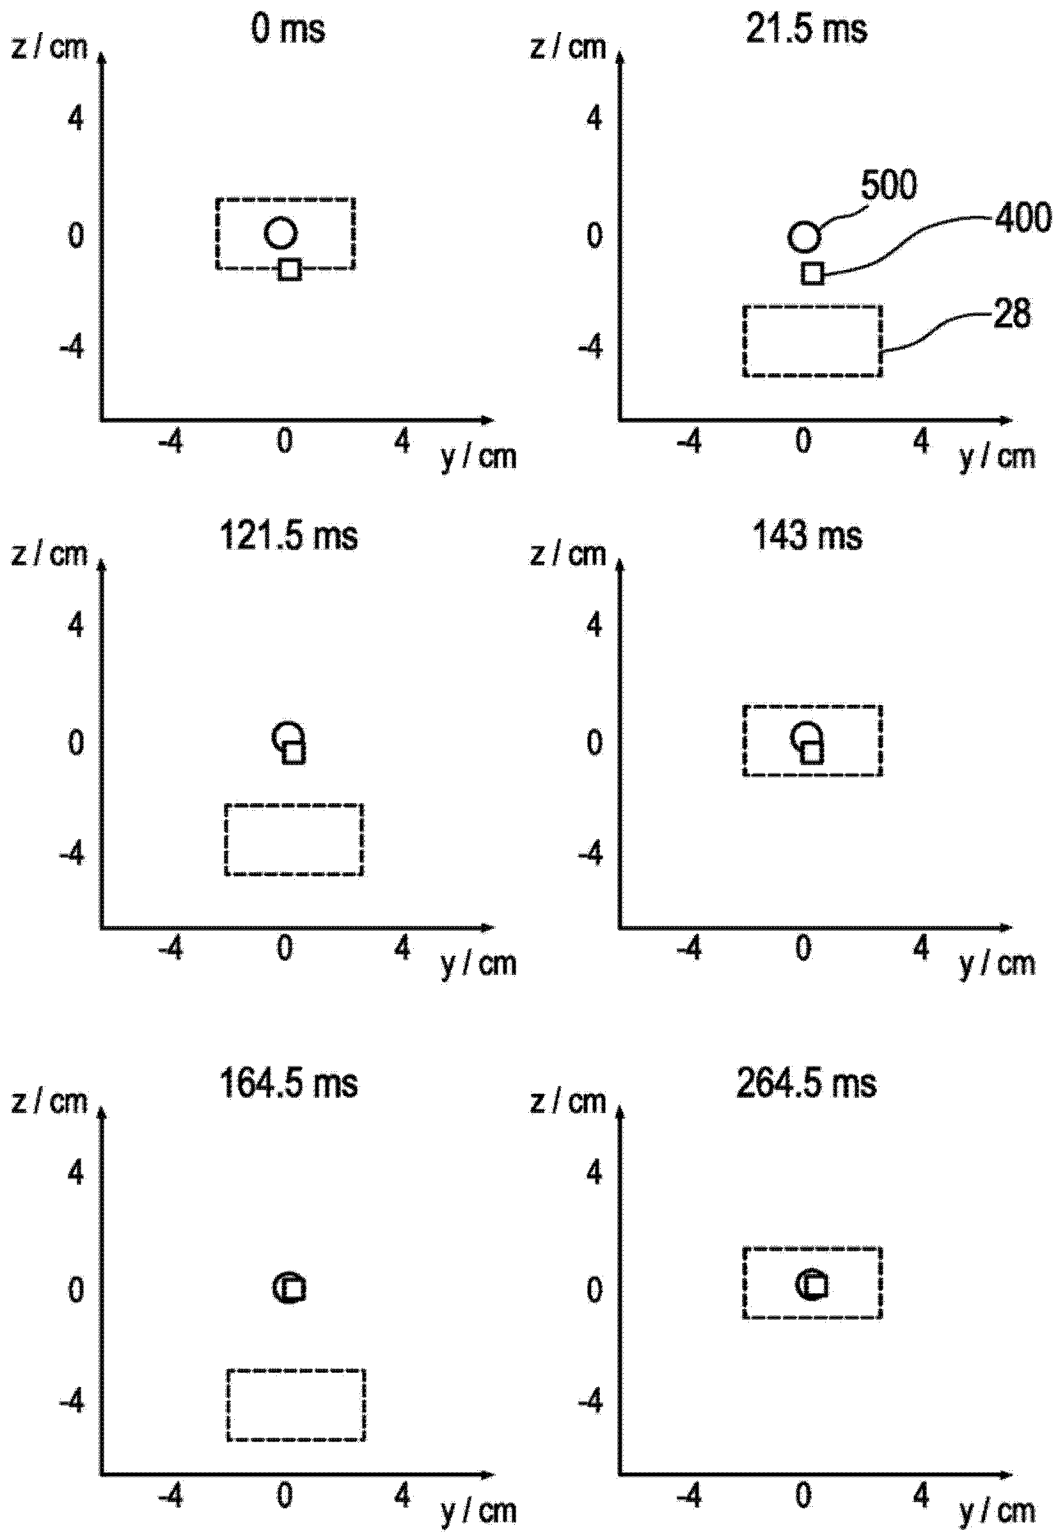 0 ms
z / cm
4
0
-4
-4 0 4
y / cm
21.5 ms
z / cm
4
0
-4
500
400
28
-4 0 4
y / cm
121.5 ms
z / cm
4
0
-4
-4 0 4
y / cm
143 ms
z / cm
4
0
-4
-4 0 4
y / cm
164.5 ms
z / cm
4
0
-4
-4 0 4
y / cm
264.5 ms
z / cm
4
0
-4
-4 0 4
y / cm